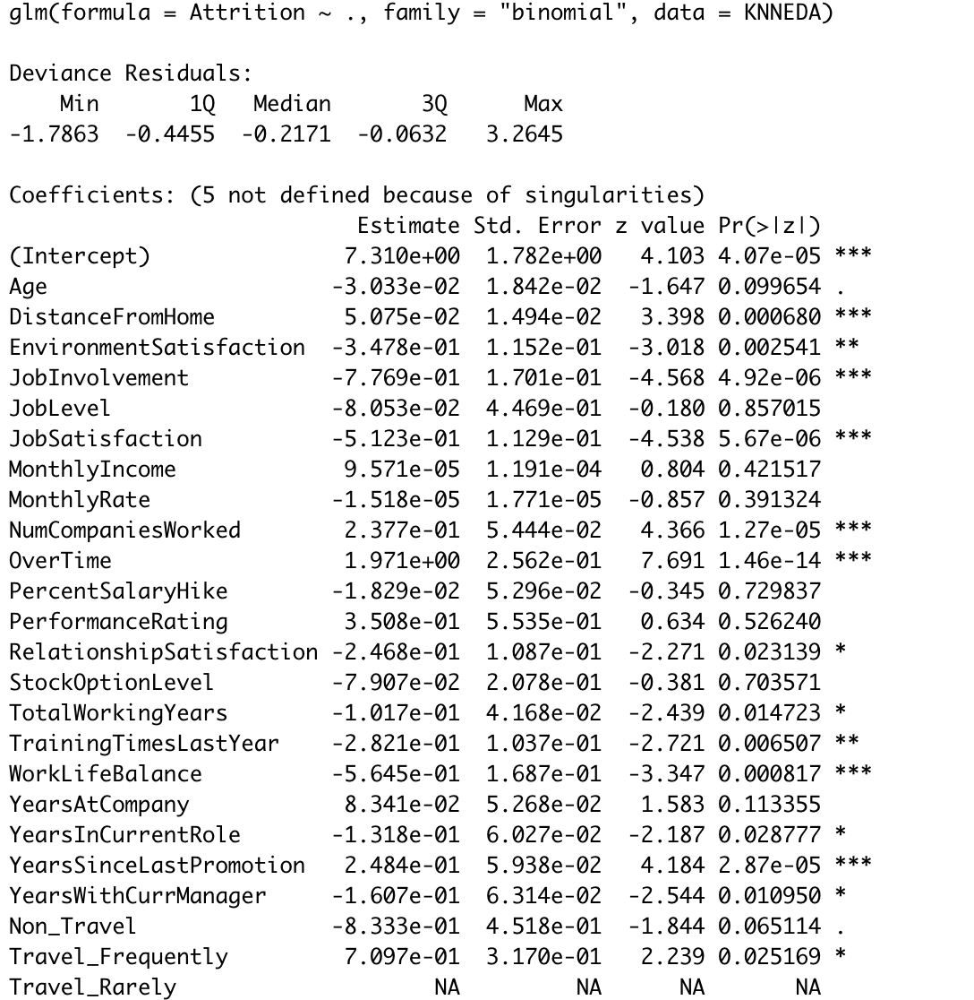 glm(formula = Attrition ~ ., family = "binomial", data = KNNEDA)
Deviance Residuals:
Min 1Q Median 3Q Max
-1.7863 -0.4455 -0.2171 -0.0632 3.2645
Coefficients: (5 not defined because of singularities)
Estimate Std. Error z value Pr(>|z|)
(Intercept) 7.310e+00 1.782e+00 4.103 4.07e-05 ***
Age -3.033e-02 1.842e-02 -1.647 0.099654 .
DistanceFromHome 5.075e-02 1.494e-02 3.398 0.000680 ***
EnvironmentSatisfaction -3.478e-01 1.152e-01 -3.018 0.002541 **
JobInvolvement -7.769e-01 1.701e-01 -4.568 4.92e-06 ***
JobLevel -8.053e-02 4.469e-01 -0.180 0.857015
JobSatisfaction -5.123e-01 1.129e-01 -4.538 5.67e-06 ***
MonthlyIncome 9.571e-05 1.191e-04 0.804 0.421517
MonthlyRate -1.518e-05 1.771e-05 -0.857 0.391324
NumCompaniesWorked 2.377e-01 5.444e-02 4.366 1.27e-05 ***
OverTime 1.971e+00 2.562e-01 7.691 1.46e-14 ***
PercentSalaryHike -1.829e-02 5.296e-02 -0.345 0.729837
PerformanceRating 3.508e-01 5.535e-01 0.634 0.526240
RelationshipSatisfaction -2.468e-01 1.087e-01 -2.271 0.023139 *
StockOptionLevel -7.907e-02 2.078e-01 -0.381 0.703571
TotalWorkingYears -1.017e-01 4.168e-02 -2.439 0.014723 *
TrainingTimesLastYear -2.821e-01 1.037e-01 -2.721 0.006507 **
WorkLifeBalance -5.645e-01 1.687e-01 -3.347 0.000817 ***
YearsAtCompany 8.341e-02 5.268e-02 1.583 0.113355
YearsInCurrentRole -1.318e-01 6.027e-02 -2.187 0.028777 *
YearsSinceLastPromotion 2.484e-01 5.938e-02 4.184 2.87e-05 ***
YearsWithCurrManager -1.607e-01 6.314e-02 -2.544 0.010950 *
Non_Travel -8.333e-01 4.518e-01 -1.844 0.065114 .
Travel_Frequently 7.097e-01 3.170e-01 2.239 0.025169 *
Travel_Rarely NA NA NA NA